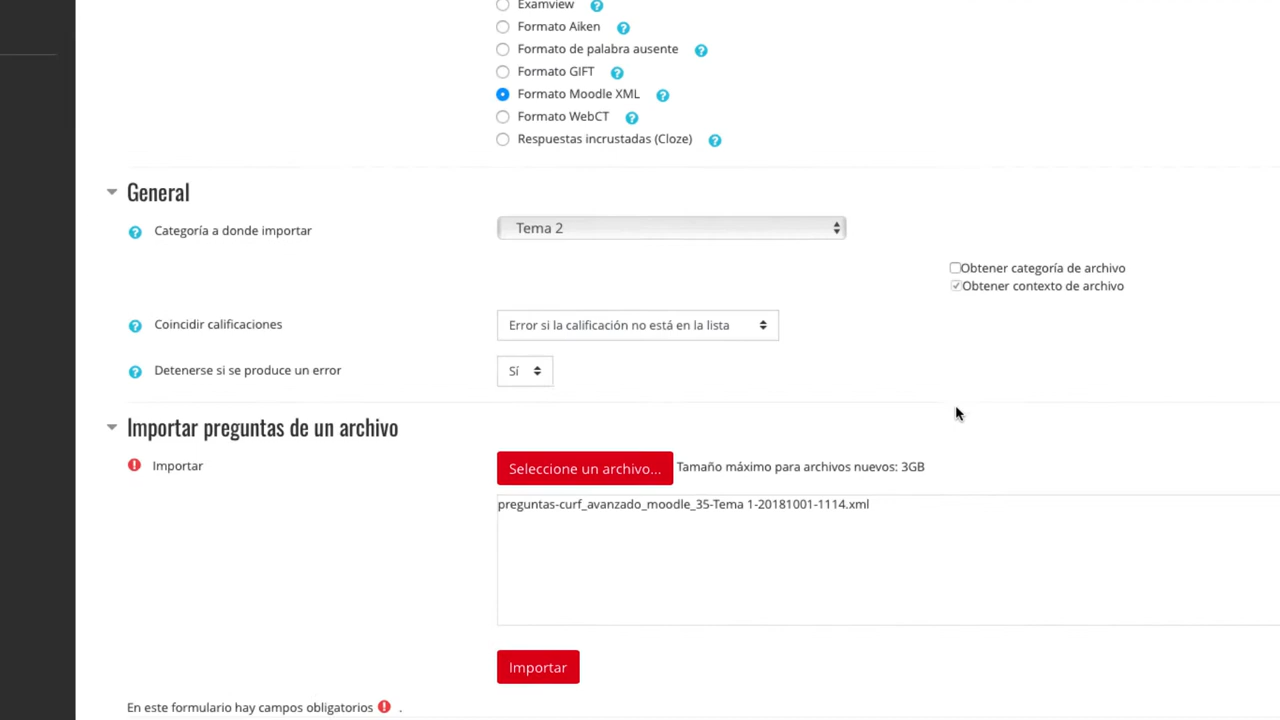 Examview
Formato Aiken
Formato de palabra ausente
Formato GIFT
Formato Moodle XML
Formato WebCT
Respuestas incrustadas (Cloze)
General
Categoría a donde importar
Tema 2
Obtener categoría de archivo
Obtener contexto de archivo
Coincidir calificaciones
Error si la calificación no está en la lista
Detenerse si se produce un error
Sí
Importar preguntas de un archivo
Importar
Seleccione un archivo... Tamaño máximo para archivos nuevos: 3GB
preguntas-curf_avanzado_moodle_35-Tema 1-20181001-1114.xml
Importar
En este formulario hay campos obligatorios .